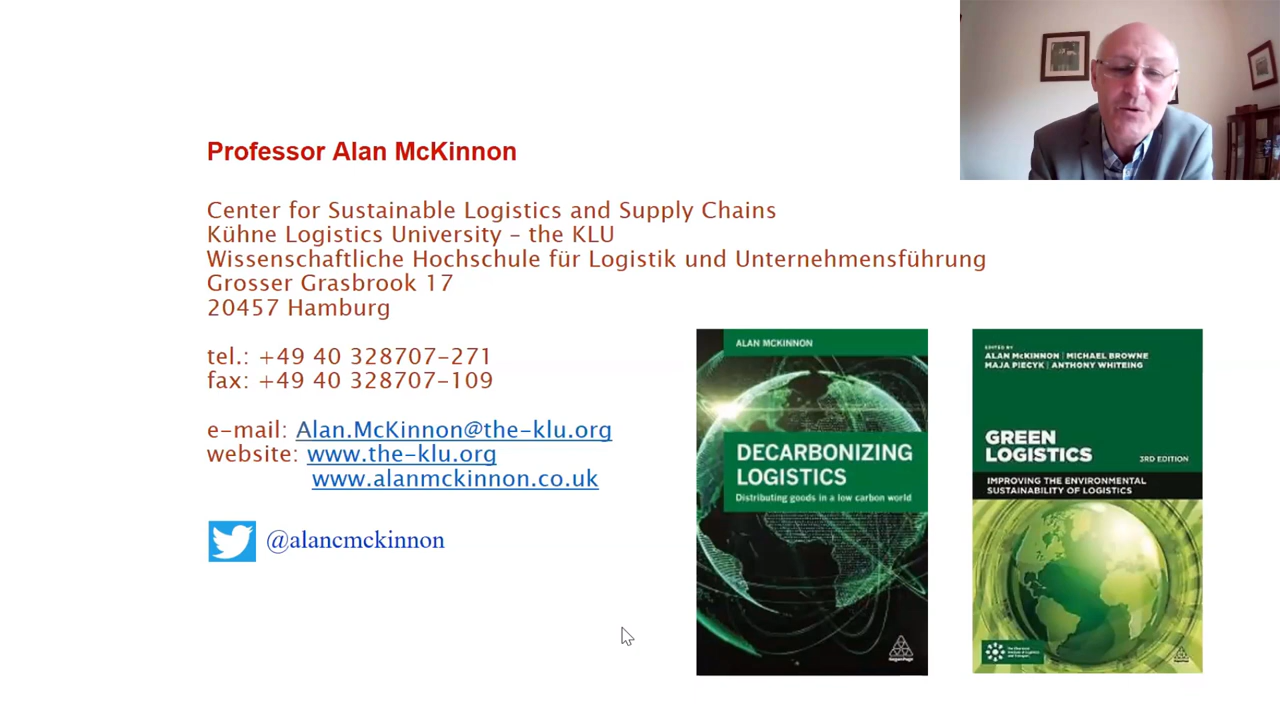 Professor Alan McKinnon
Center for Sustainable Logistics and Supply Chains
Kühne Logistics University – the KLU
Wissenschaftliche Hochschule für Logistik und Unternehmensführung
Grosser Grasbrook 17
20457 Hamburg
tel.: +49 40 328707-271
fax: +49 40 328707-109
e-mail: Alan.McKinnon@the-klu.org
website: www.the-klu.org
www.alanmckinnon.co.uk
@alancmckinnon
ALAN MCKINNON
DECARBONIZING
LOGISTICS
Distributing goods in a low carbon world
KoganPage
EDITED BY
ALAN McKINNON | MICHAEL BROWNE
MAJA PIECYK | ANTHONY WHITEING
GREEN
LOGISTICS
3RD EDITION
IMPROVING THE ENVIRONMENTAL
SUSTAINABILITY OF LOGISTICS